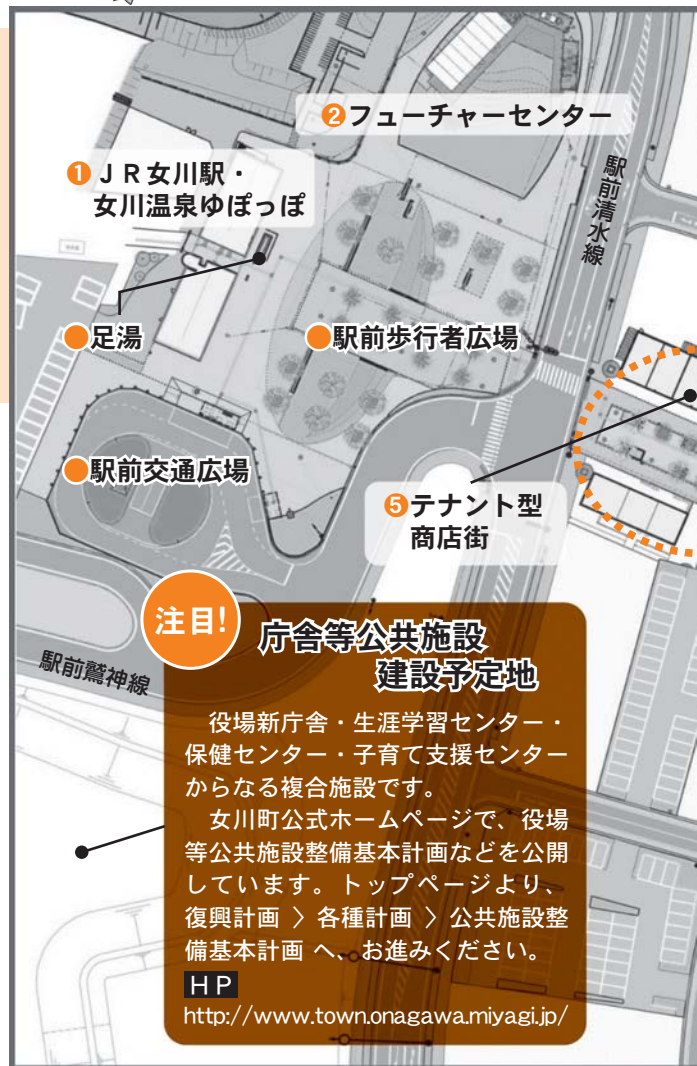 ❷フューチャーセンター
❶ＪＲ女川駅・
女川温泉ゆぽっぽ
駅前清水線
●足湯
●駅前歩行者広場
●駅前交通広場
❺テナント型
商店街
注目!
庁舎等公共施設
建設予定地
駅前鷲神線
役場新庁舎・生涯学習センター・
保健センター・子育て支援センター
からなる複合施設です。
女川町公式ホームページで、役場
等公共施設整備基本計画などを公開
しています。トップページより、
復興計画 〉各種計画 〉公共施設整
備基本計画 へ、お進みください。
ＨＰ
http://www.town.onagawa.miyagi.jp/